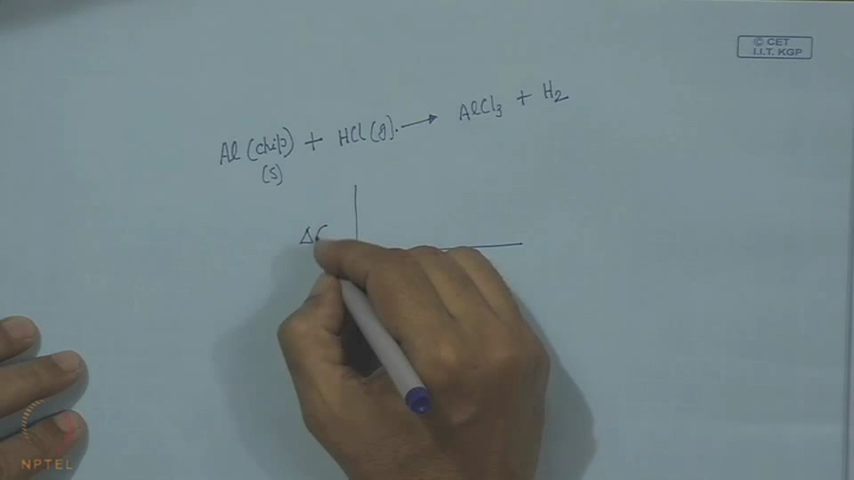 © CET
I.I.T. KGP
Al (chip) + HCl (g). → AlCl3 + H2
(s)
ΔG
NPTEL